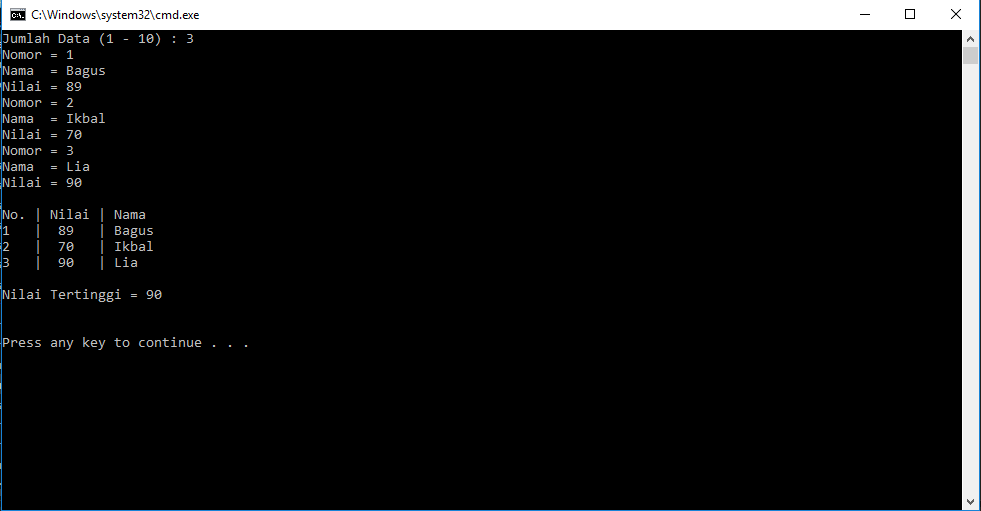 C:\Windows\system32\cmd.exe
Jumlah Data (1 - 10) : 3
Nomor = 1
Nama  = Bagus
Nilai = 89
Nomor = 2
Nama  = Ikbal
Nilai = 70
Nomor = 3
Nama  = Lia
Nilai = 90
No. | Nilai | Nama
1   |  89   | Bagus
2   |  70   | Ikbal
3   |  90   | Lia
Nilai Tertinggi = 90
Press any key to continue . . .